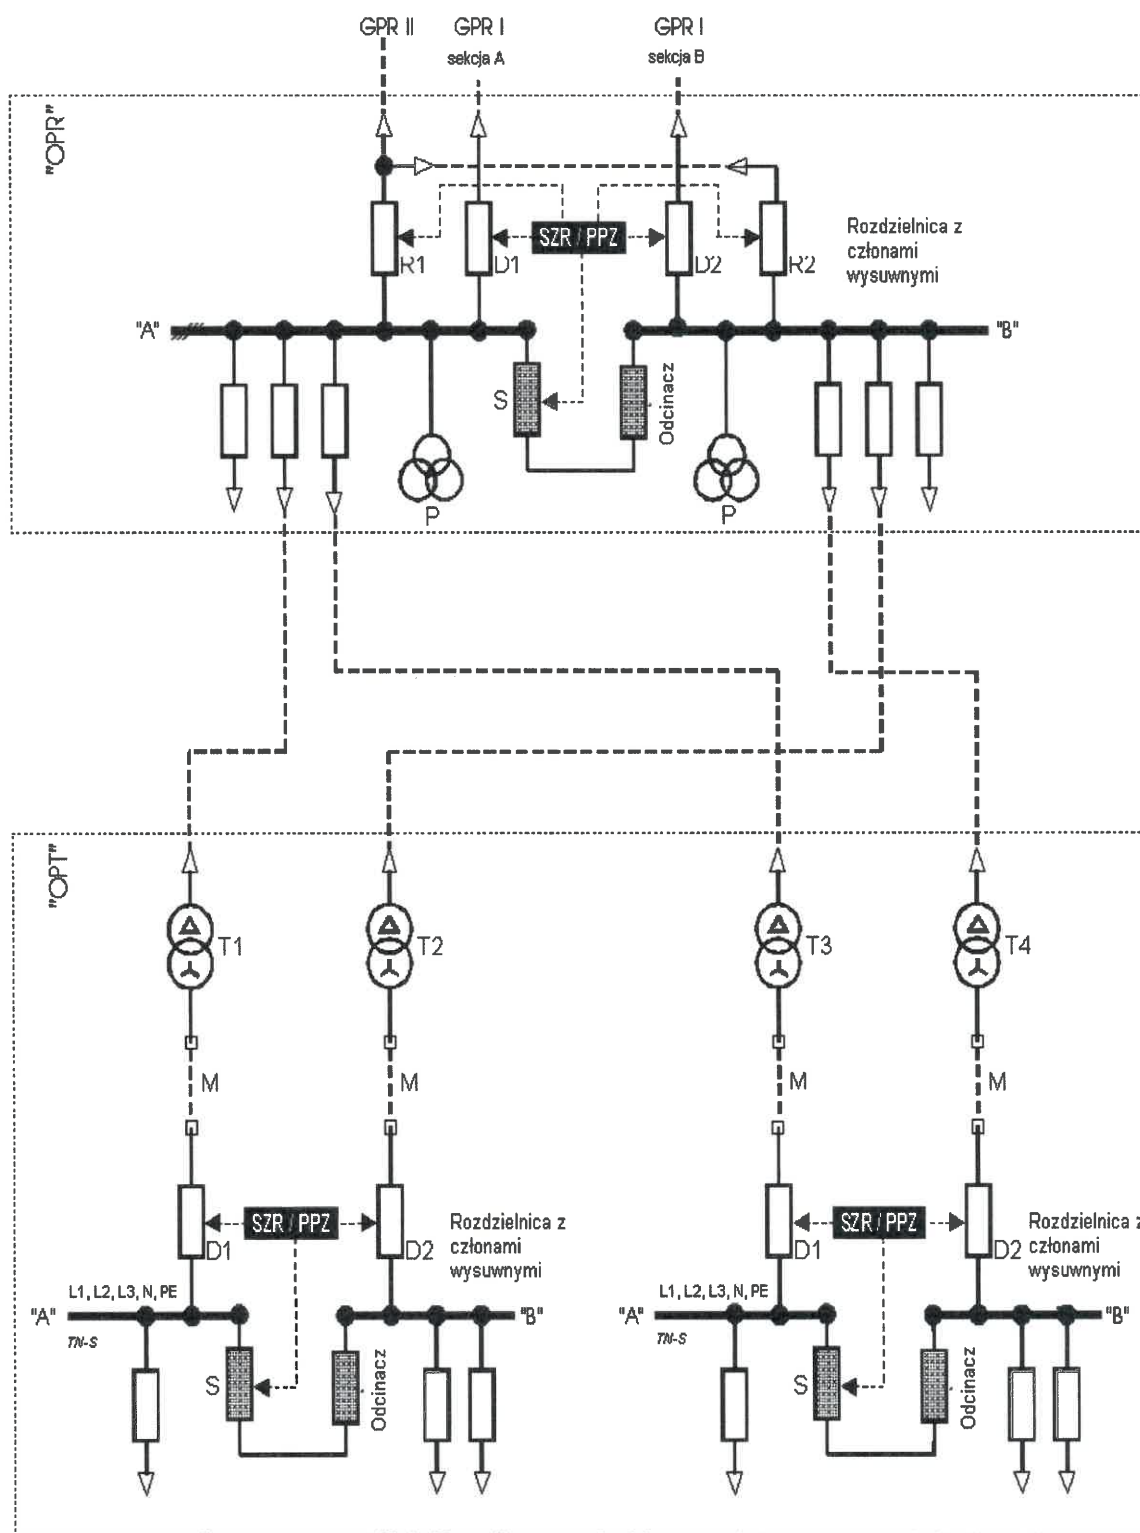 GPR II
GPR I
GPR I
sekcja A
sekcja B
"OPR"
SZR / PPZ
R1
D1
D2
R2
Rozdzielnica z
członami
wysuwnymi
"A"
"B"
S
Odcinacz
P
P
"OPT"
T1
T2
T3
T4
M
M
M
M
SZR / PPZ
D1
D2
Rozdzielnica z
członami
wysuwnymi
SZR / PPZ
D1
D2
Rozdzielnica z
członami
wysuwnymi
L1, L2, L3, N, PE
"A"
"B"
TN-S
S
Odcinacz
L1, L2, L3, N, PE
"A"
"B"
TN-S
S
Odcinacz